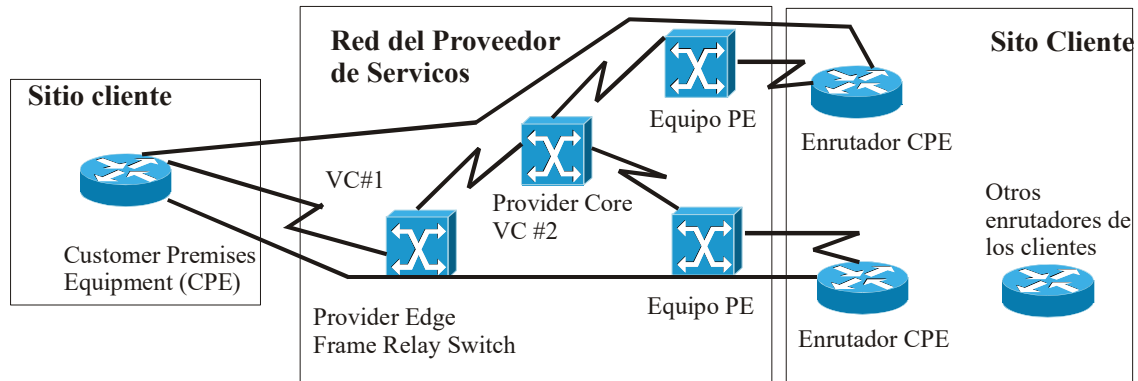 Sitio cliente
Customer Premises
Equipment (CPE)
Red del Proveedor
de Servicos
VC#1
Provider Core
VC #2
Equipo PE
Provider Edge
Frame Relay Switch
Equipo PE
Sito Cliente
Enrutador CPE
Otros
enrutadores de
los clientes
Enrutador CPE